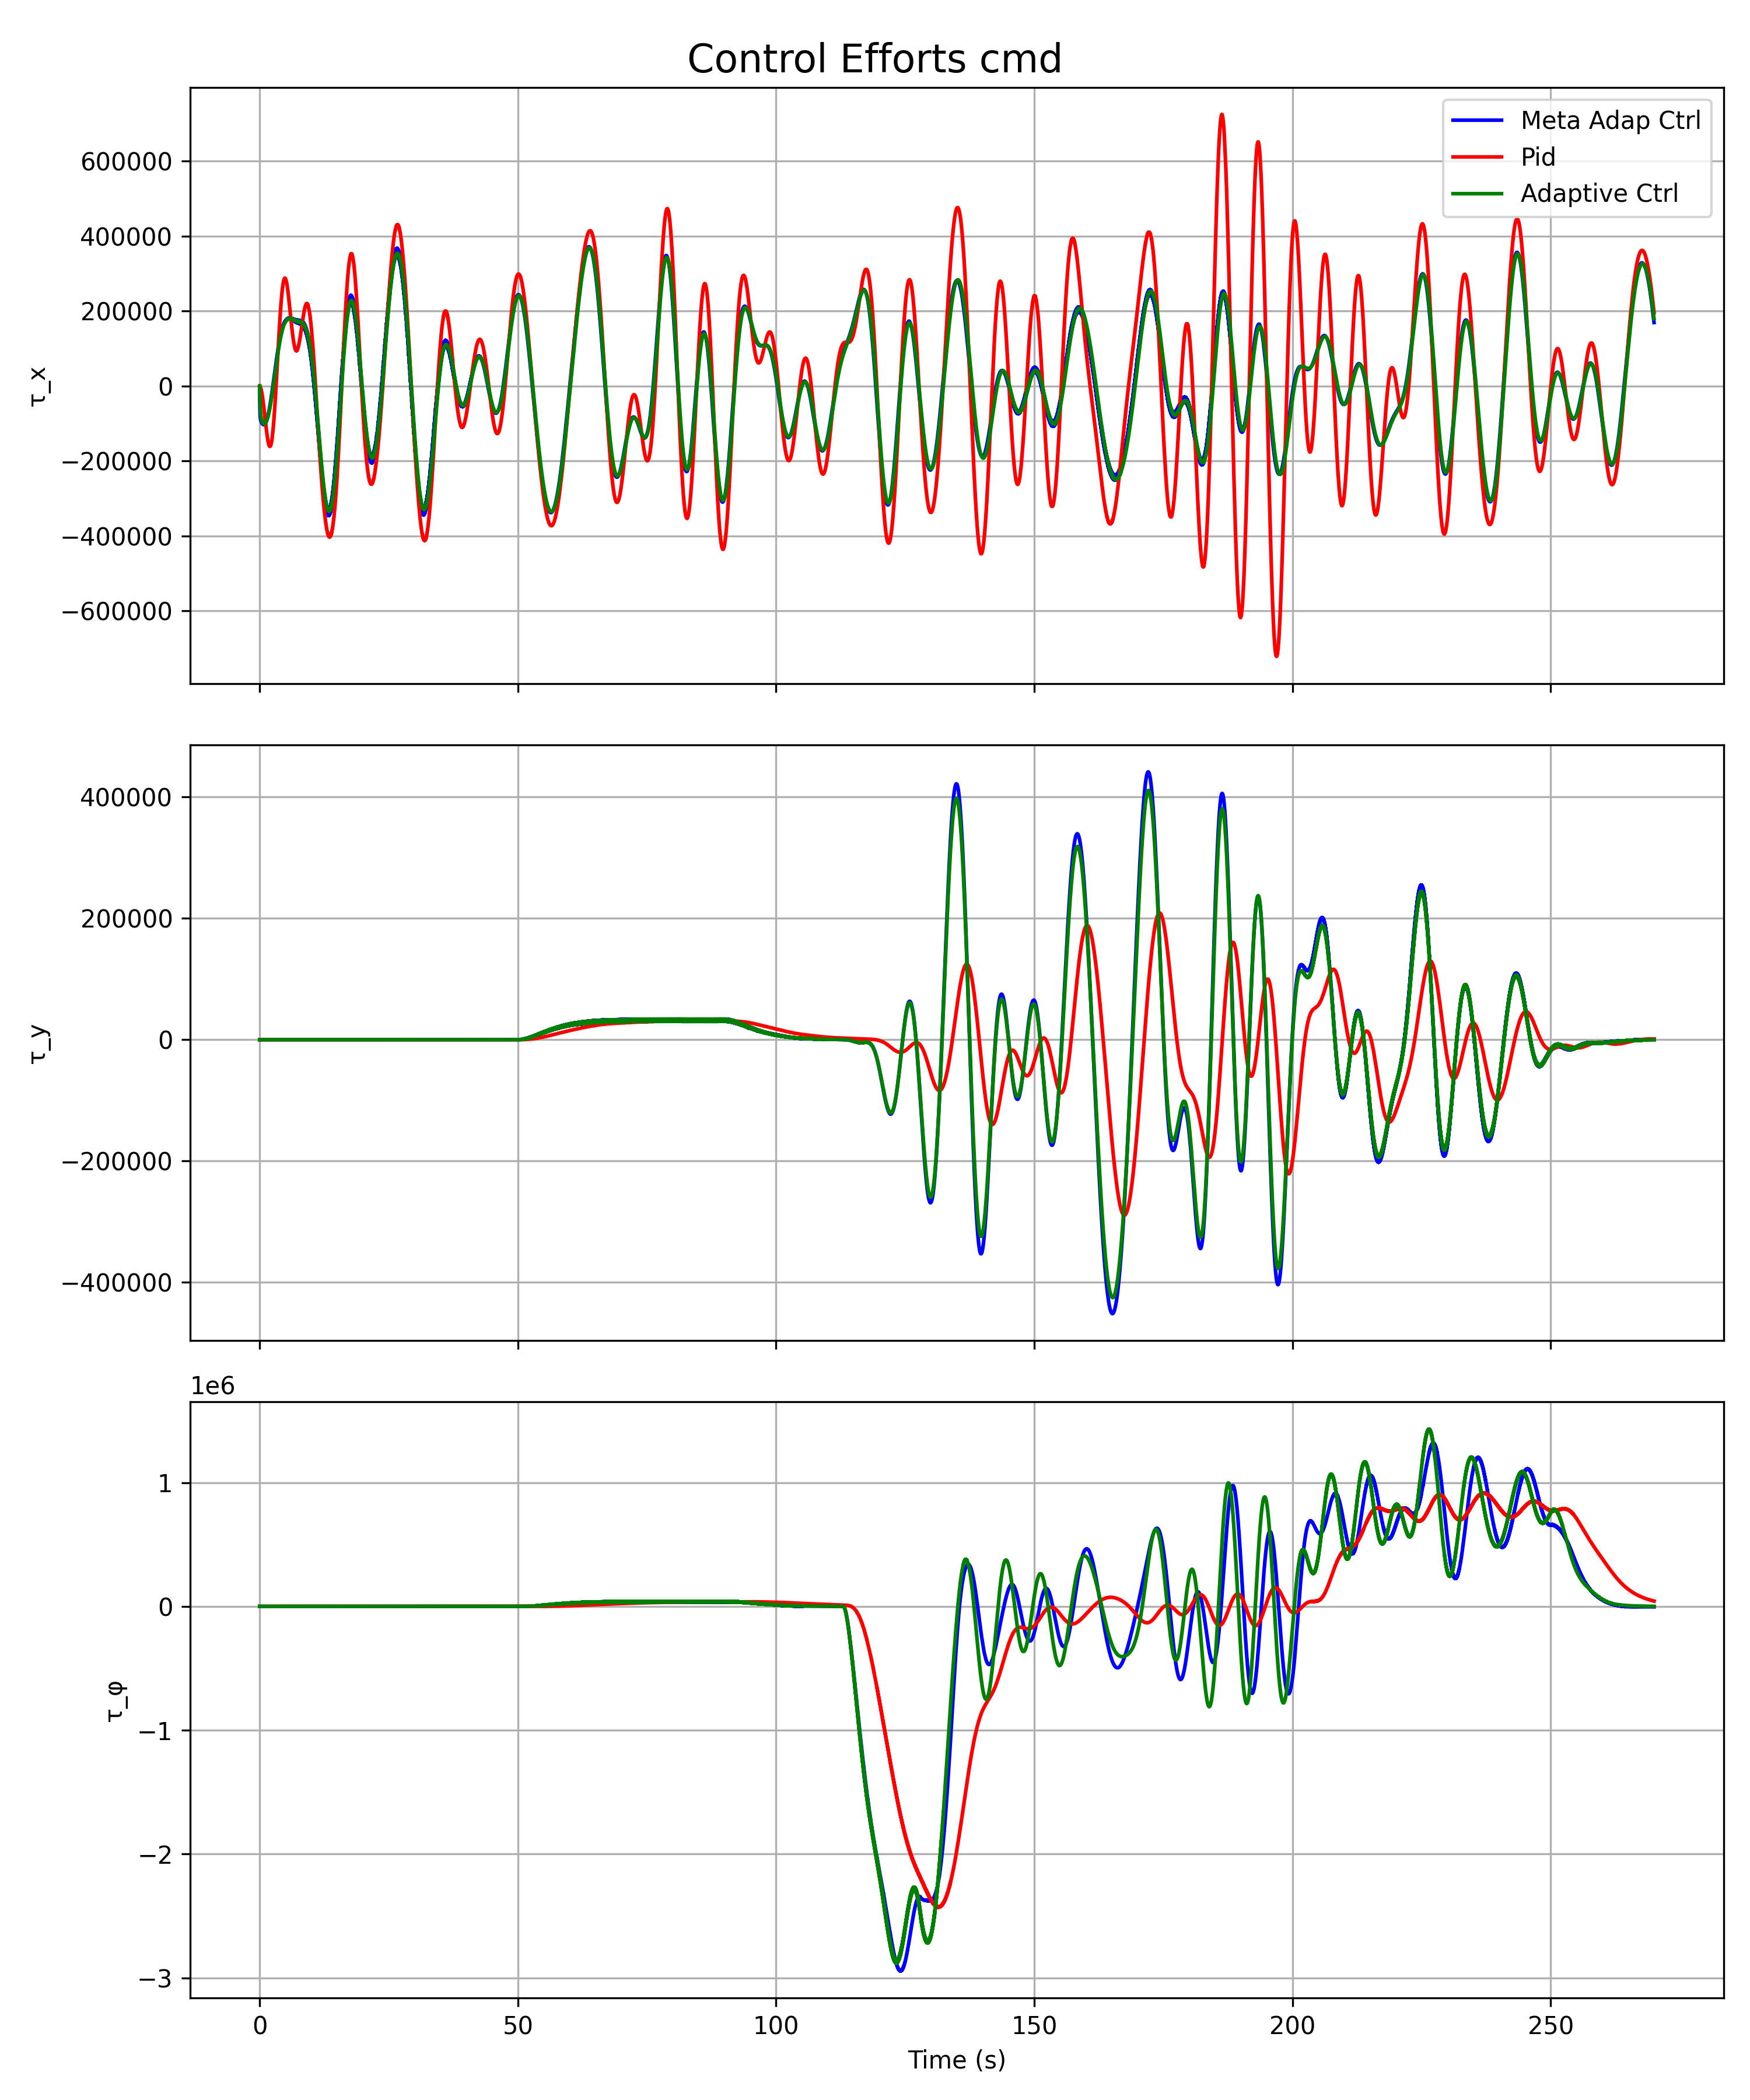 Control Efforts cmd
Meta Adap Ctrl
Pid
Adaptive Ctrl
600000
400000
200000
0
−200000
−400000
−600000
τ_x
400000
200000
0
−200000
−400000
τ_y
1e6
1
0
−1
−2
−3
τ_φ
0 50 100 150 200 250
Time (s)